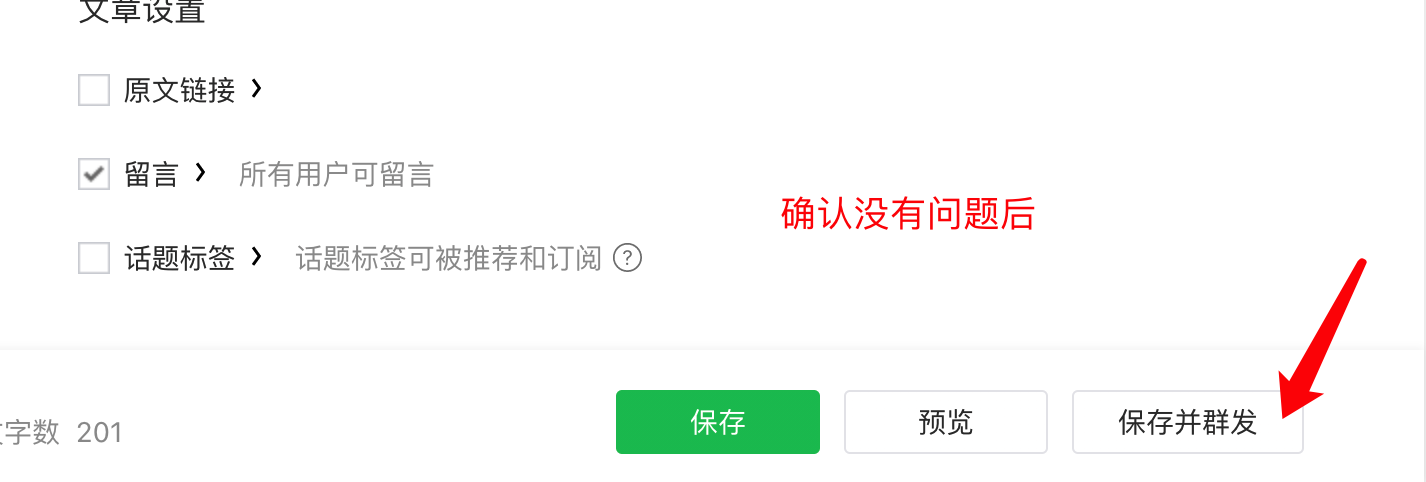 文章设置
原文链接
留言 所有用户可留言
确认没有问题后
话题标签 话题标签可被推荐和订阅 ?
字数 201 保存 预览 保存并群发